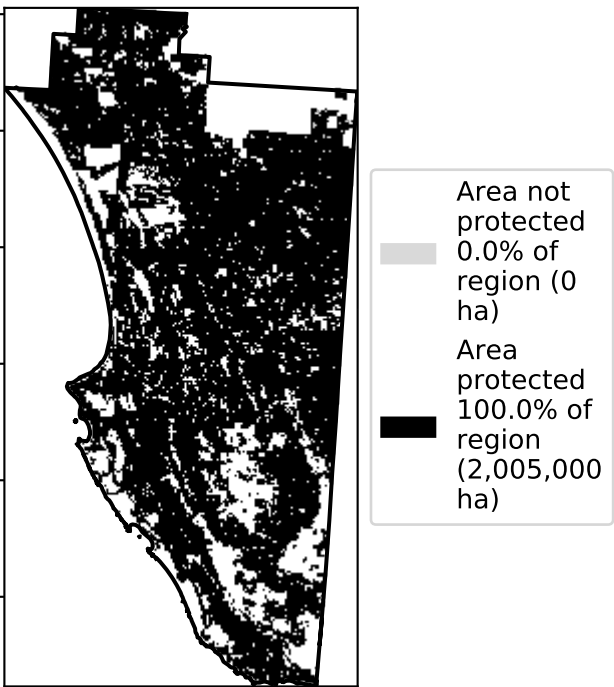 Area not
protected
0.0% of
region (0
ha)
Area
protected
100.0% of
region
(2,005,000
ha)